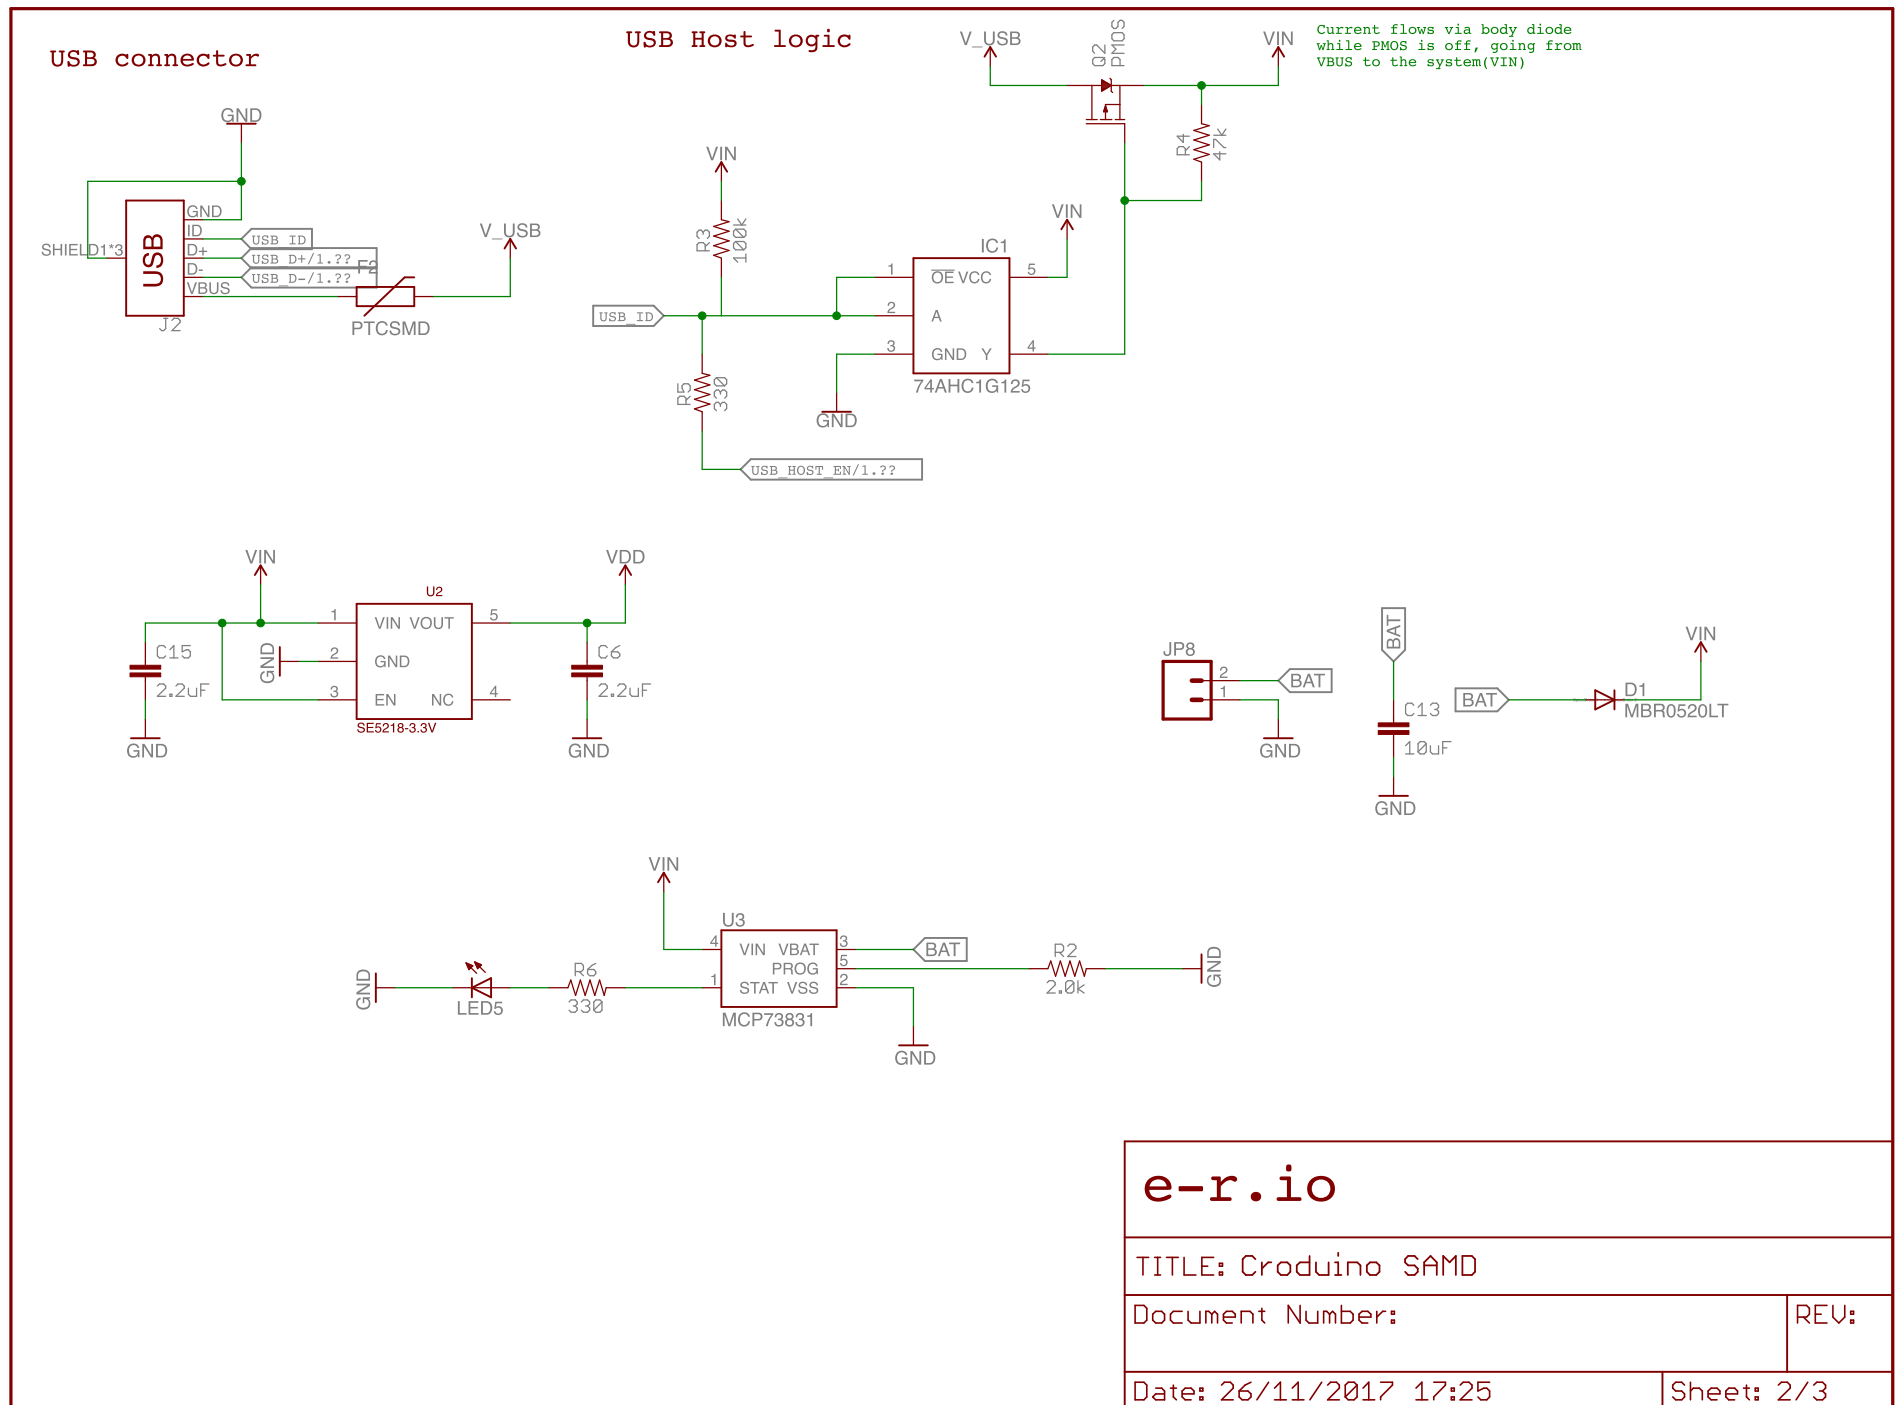 USB connector
USB Host logic
Current flows via body diode
while PMOS is off, going from
VBUS to the system(VIN)
V_USB
Q2
PMOS
VIN
R4
47k
GND
SHIELD1*3
USB
GND
ID
D+
D-
VBUS
J2
USB_ID
USB_D+/1.??
USB_D-/1.??
F2
PTCSMD
V_USB
VIN
R3
100k
USB_ID
R5
330
USB_HOST_EN/1.??
GND
IC1
1
2
3
OE VCC
A
GND Y
5
4
74AHC1G125
VIN
VIN
C15
2.2uF
GND
GND
U2
1
2
3
VIN VOUT
GND
EN NC
5
4
SE5218-3.3V
VDD
C6
2.2uF
GND
JP8
2
1
BAT
GND
BAT
C13
10uF
GND
BAT
D1
MBR0520LT
VIN
VIN
U3
4
1
VIN VBAT
PROG
STAT VSS
3
5
2
MCP73831
BAT
R2
2.0k
GND
GND
LED5
R6
330
GND
e-r.io
TITLE: Croduino SAMD
Document Number:
REV:
Date: 26/11/2017 17:25
Sheet: 2/3